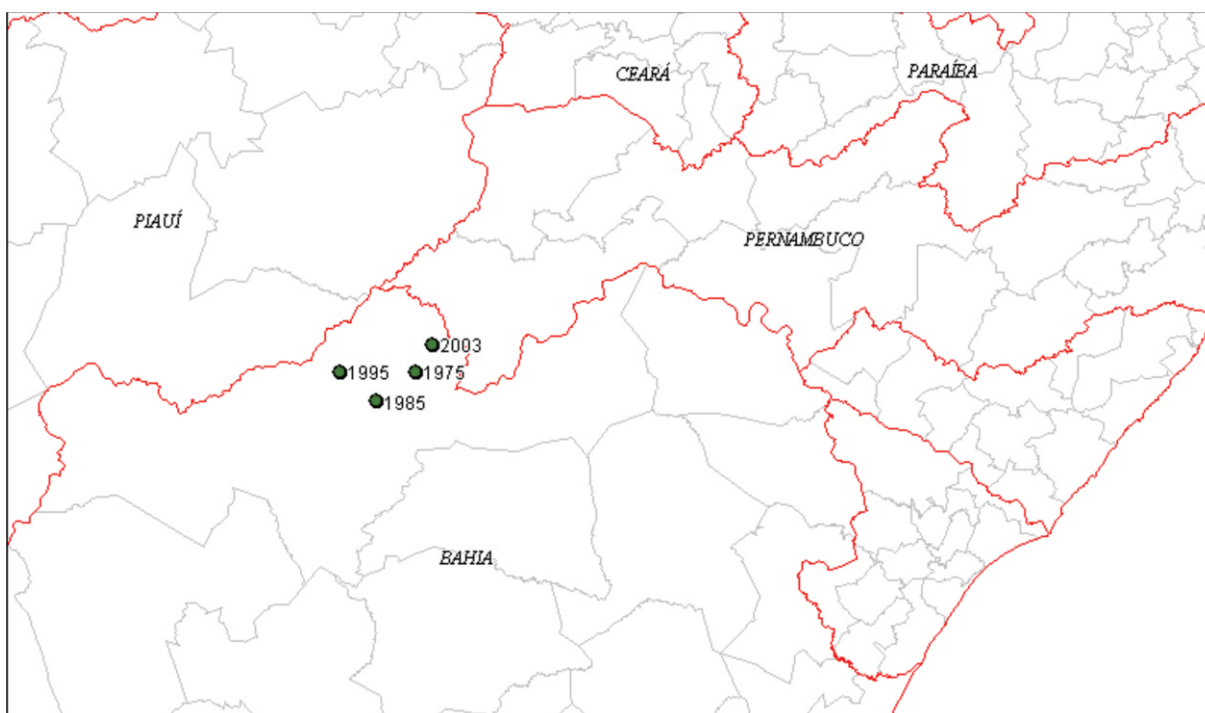 CEARÁ
PARAÍBA
PIAUÍ
PERNAMBUCO
2003
1995
1975
1985
BAHIA